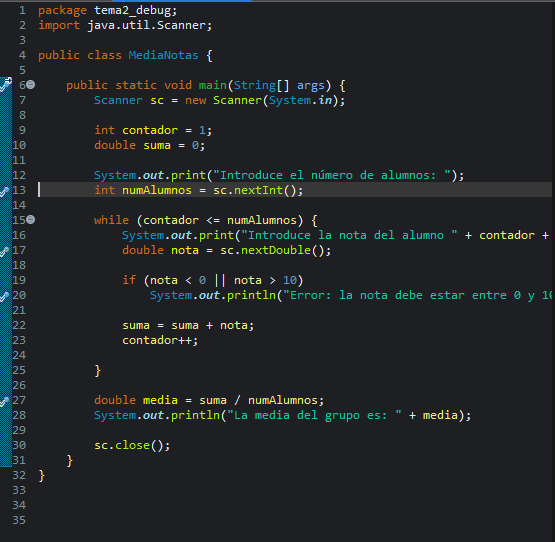 1 package tema2_debug;
2 import java.util.Scanner;
3
4 public class MediaNotas {
5
6 public static void main(String[] args) {
7 Scanner sc = new Scanner(System.in);
8
9 int contador = 1;
10 double suma = 0;
11
12 System.out.print("Introduce el número de alumnos: ");
13 int numAlumnos = sc.nextInt();
14
15 while (contador <= numAlumnos) {
16 System.out.print("Introduce la nota del alumno " + contador +
17 double nota = sc.nextDouble();
18
19 if (nota < 0 || nota > 10)
20 System.out.println("Error: la nota debe estar entre 0 y 10
21
22 suma = suma + nota;
23 contador++;
24
25 }
26
27 double media = suma / numAlumnos;
28 System.out.println("La media del grupo es: " + media);
29
30 sc.close();
31 }
32 }
33
34
35